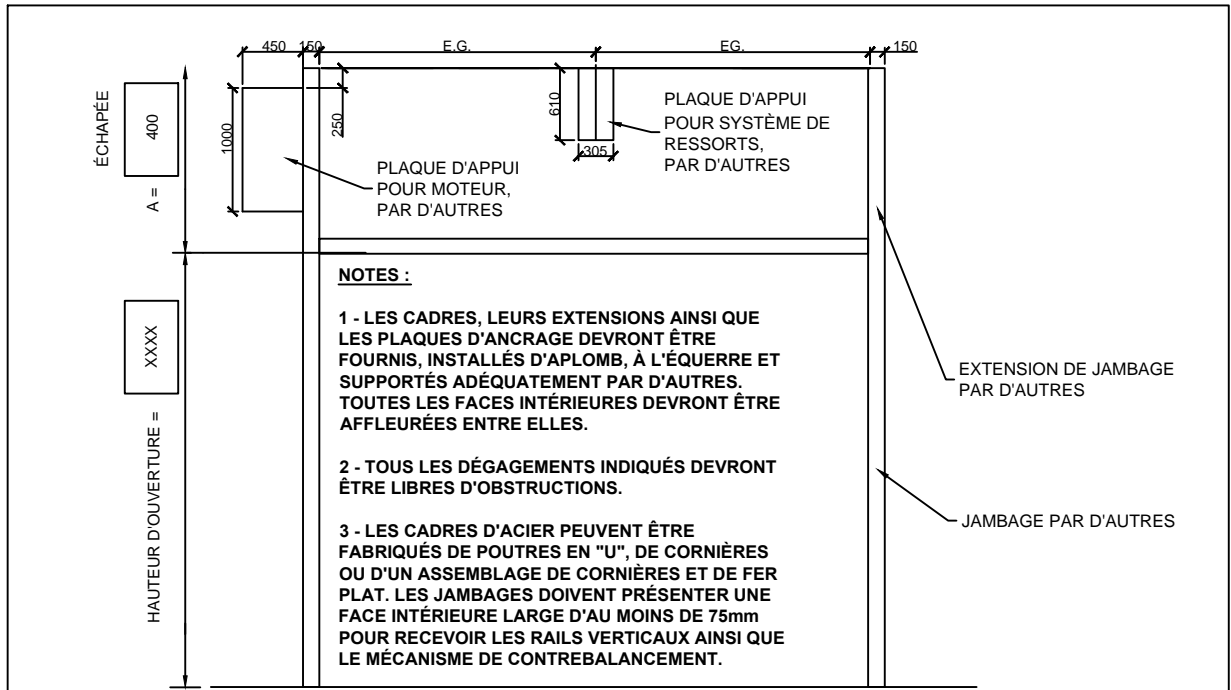 450 150 E.G. EG. 150
ÉCHAPÉE
A =
400
1000
250
610
305
PLAQUE D'APPUI
POUR SYSTÈME DE
RESSORTS,
PAR D'AUTRES
PLAQUE D'APPUI
POUR MOTEUR,
PAR D'AUTRES
HAUTEUR D'OUVERTURE =
XXXX
NOTES :
1 - LES CADRES, LEURS EXTENSIONS AINSI QUE
LES PLAQUES D'ANCRAGE DEVRONT ÊTRE
FOURNIS, INSTALLÉS D'APLOMB, À L'ÉQUERRE ET
SUPPORTÉS ADÉQUATEMENT PAR D'AUTRES.
TOUTES LES FACES INTÉRIEURES DEVRONT ÊTRE
AFFLEURÉES ENTRE ELLES.
2 - TOUS LES DÉGAGEMENTS INDIQUÉS DEVRONT
ÊTRE LIBRES D'OBSTRUCTIONS.
3 - LES CADRES D'ACIER PEUVENT ÊTRE
FABRIQUÉS DE POUTRES EN "U", DE CORNIÈRES
OU D'UN ASSEMBLAGE DE CORNIÈRES ET DE FER
PLAT. LES JAMBAGES DOIVENT PRÉSENTER UNE
FACE INTÉRIEURE LARGE D'AU MOINS DE 75mm
POUR RECEVOIR LES RAILS VERTICAUX AINSI QUE
LE MÉCANISME DE CONTREBALANCEMENT.
EXTENSION DE JAMBAGE
PAR D'AUTRES
JAMBAGE PAR D'AUTRES